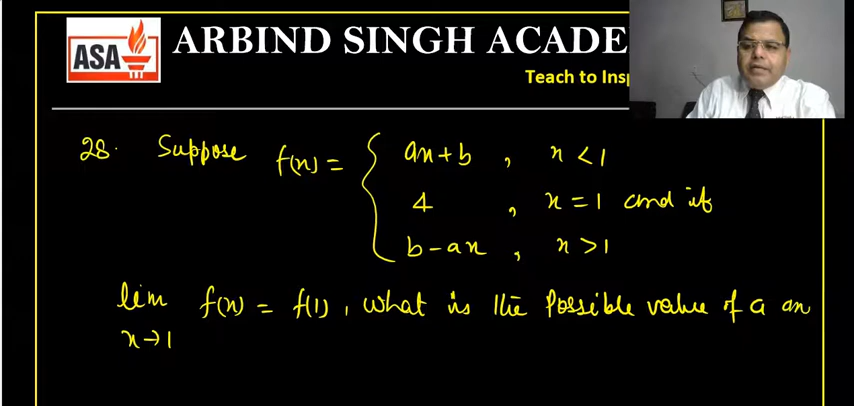 ASA
ARBIND SINGH ACADE
Teach to Insp
28. Suppose f(x) = { ax + b , x < 1
4 , x = 1 and if
b - ax , x > 1
lim f(x) = f(1), what is the possible value of a an
x→1